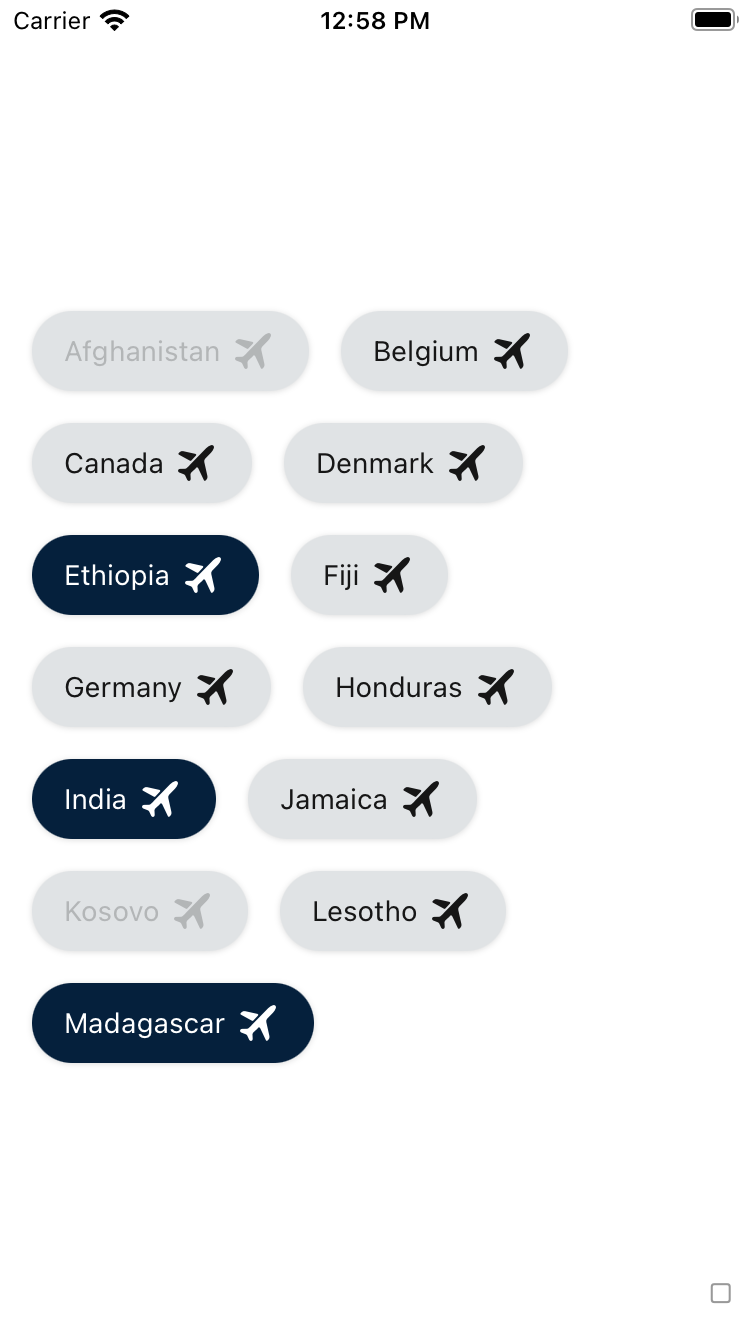 Carrier 12:58 PM
Afghanistan Belgium
Canada Denmark
Ethiopia Fiji
Germany Honduras
India Jamaica
Kosovo Lesotho
Madagascar